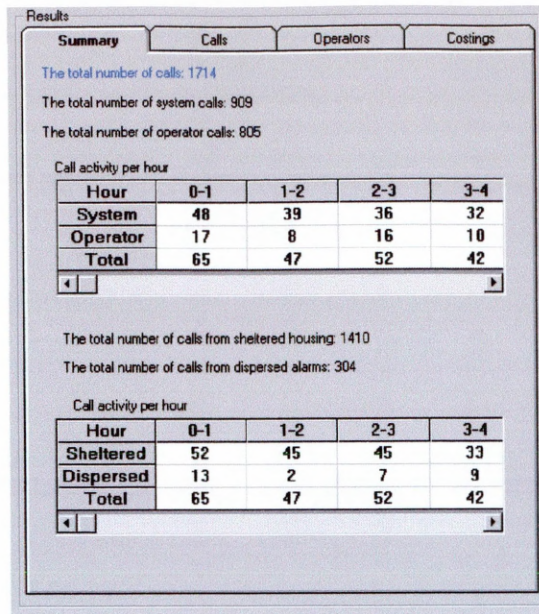 Results
Summary Calls Operators Costings
The total number of calls: 1714
The total number of system calls: 909
The total number of operator calls: 805
Call activity per hour
Hour 0-1 1-2 2-3 3-4
System 48 39 36 32
Operator 17 8 16 10
Total 65 47 52 42
The total number of calls from sheltered housing: 1410
The total number of calls from dispersed alarms: 304
Call activity per hour
Hour 0-1 1-2 2-3 3-4
Sheltered 52 45 45 33
Dispersed 13 2 7 9
Total 65 47 52 42